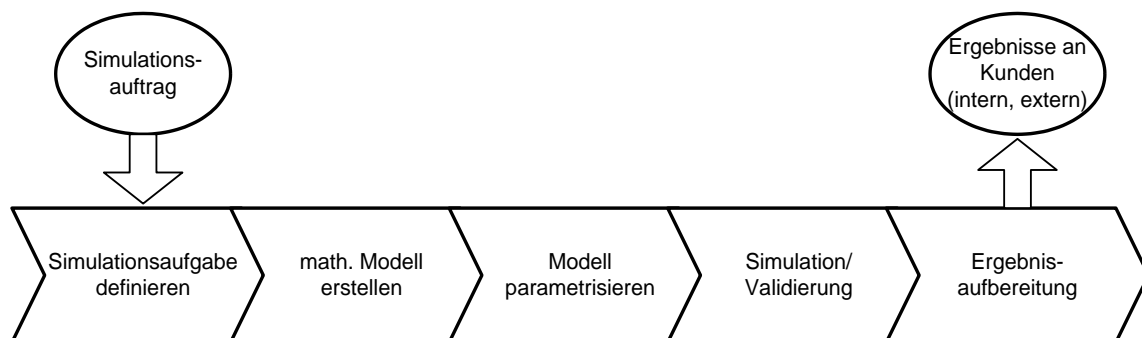 Simulations-
auftrag
Ergebnisse an
Kunden
(intern, extern)
Simulationsaufgabe
definieren
math. Modell
erstellen
Modell
parametrisieren
Simulation/
Validierung
Ergebnis-
aufbereitung